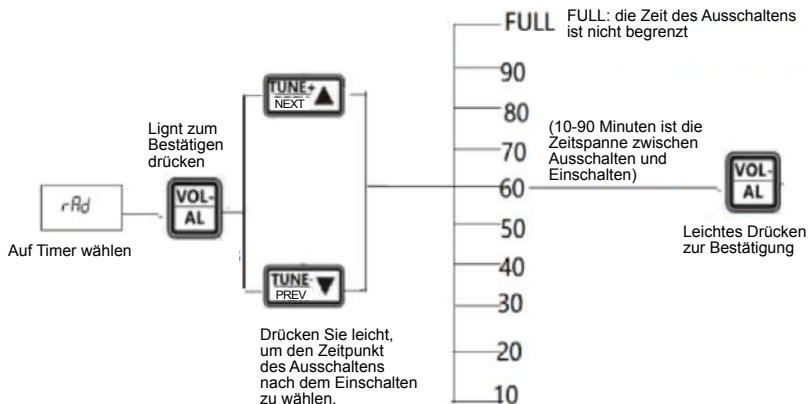 FULL
FULL: die Zeit des Ausschaltens
ist nicht begrenzt
TUNE+
NEXT
90
80
Lignt zum
Bestätigen
drücken
(10-90 Minuten ist die
Zeitspanne zwischen
Ausschalten und
Einschalten)
70
60
rAd
VOL-
AL
VOL-
AL
Auf Timer wählen
50
Leichtes Drücken
zur Bestätigung
40
TUNE-
PREV
30
Drücken Sie leicht,
um den Zeitpunkt
des Ausschaltens
nach dem Einschalten
zu wählen.
20
10